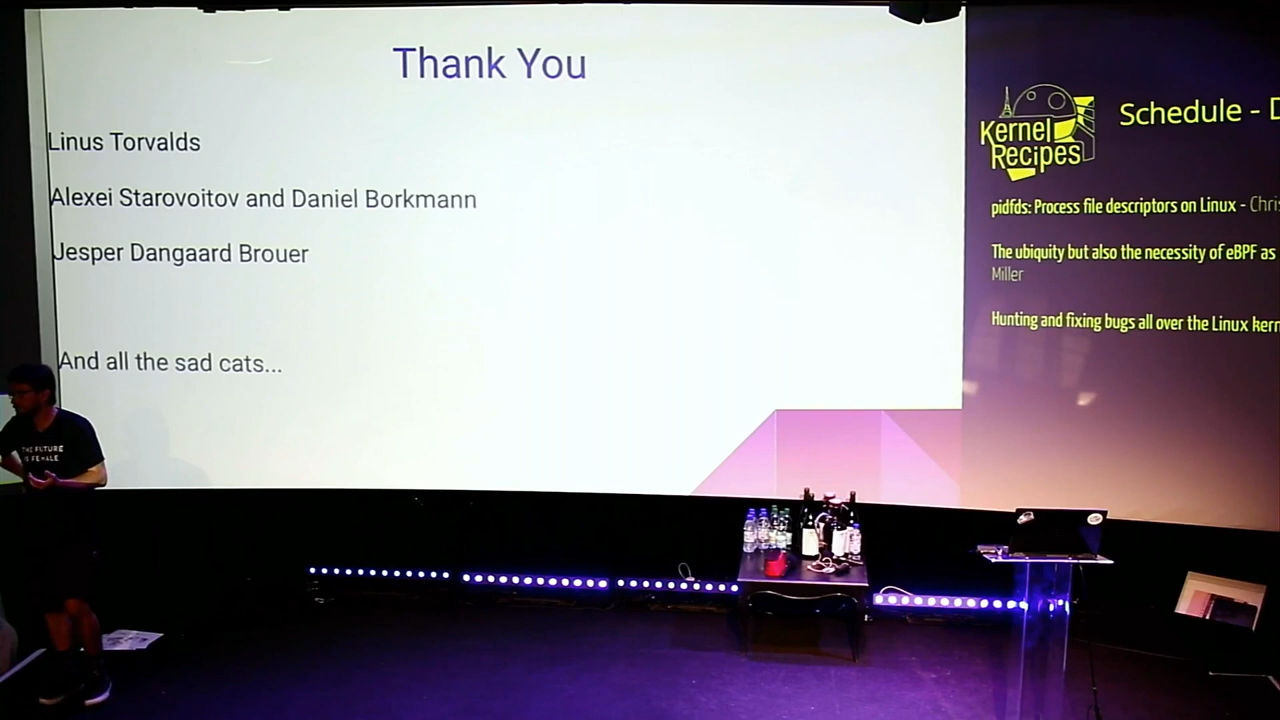 Thank You
Linus Torvalds
Alexei Starovoitov and Daniel Borkmann
Jesper Dangaard Brouer
And all the sad cats...
Kernel
Recipes
Schedule - D
pidfds: Process file descriptors on Linux - Chris
The ubiquity but also the necessity of eBPF as
Miller
Hunting and fixing bugs all over the Linux kern
THE FUTURE
IS FEMALE